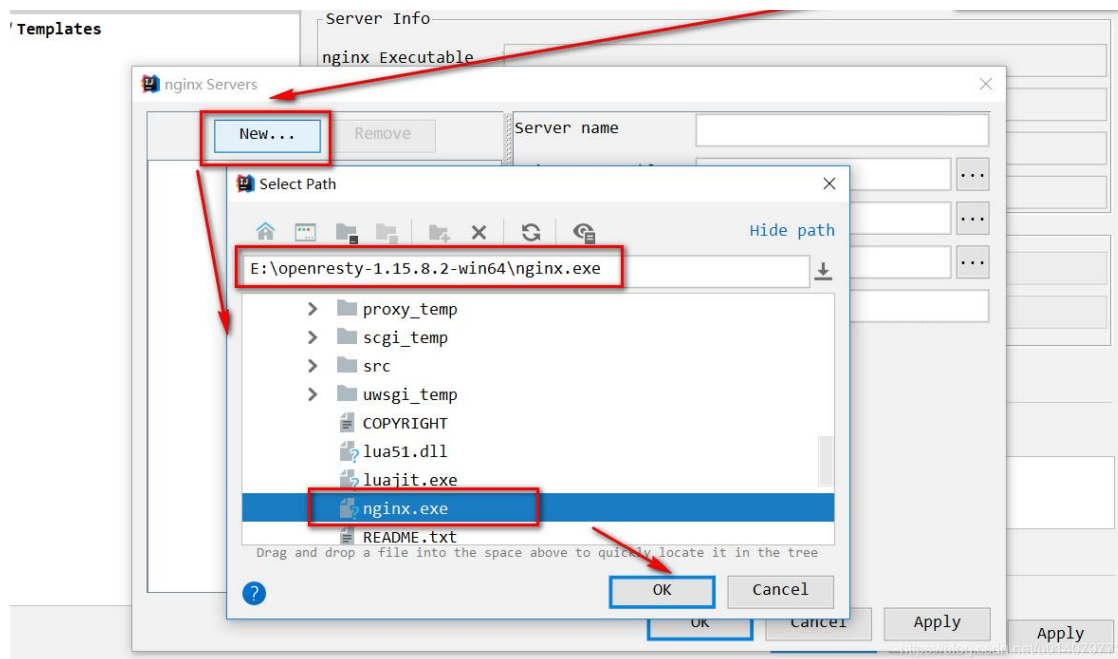 Templates
Server Info
nginx Executable
nginx Servers
New...
Remove
Server name
...
Select Path
...
Hide path
E:\openresty-1.15.8.2-win64\nginx.exe
...
proxy_temp
scgi_temp
src
uwsgi_temp
COPYRIGHT
lua51.dll
luajit.exe
nginx.exe
README.txt
Drag and drop a file into the space above to quickly locate it in the tree
?
OK
Cancel
OK
Cancel
Apply
Apply